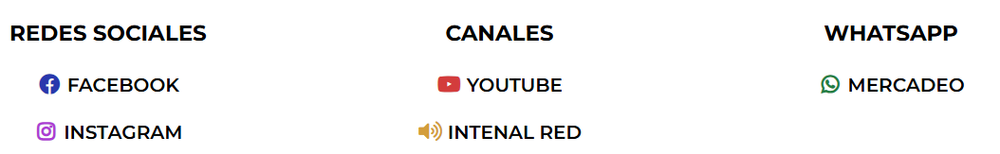 REDES SOCIALES
FACEBOOK
INSTAGRAM
CANALES
YOUTUBE
INTENAL RED
WHATSAPP
MERCADEO